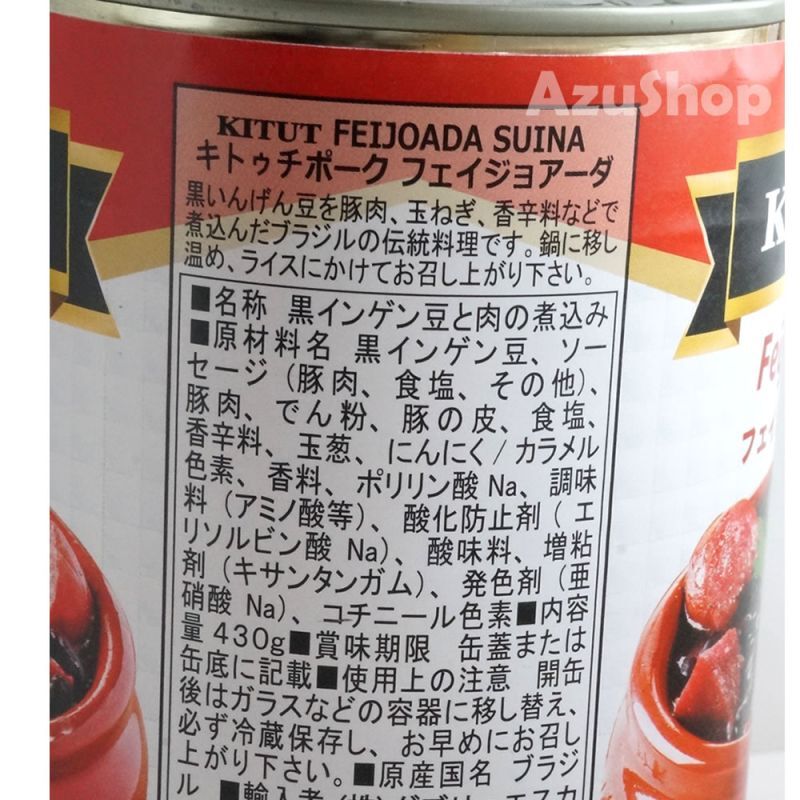 AzuShop
KITUT FEIJOADA SUINA
キトゥチポーク フェイジョアーダ
黒いんげん豆を豚肉、玉ねぎ、香辛料などで
煮込んだブラジルの伝統料理です。鍋に移し
温め、ライスにかけてお召し上がり下さい。
■名称 黒インゲン豆と肉の煮込み
■原材料名 黒インゲン豆、ソー
セージ（豚肉、食塩、その他）、
豚肉、でん粉、豚の皮、食塩、
香辛料、玉葱、にんにく/カラメル
色素、香料、ポリリン酸Na、調味
料（アミノ酸等）、酸化防止剤（エ
リソルビン酸 Na）、酸味料、増粘
剤（キサンタンガム）、発色剤（亜
硝酸 Na）、コチニール色素■内容
量430g■賞味期限 缶蓋または
缶底に記載■使用上の注意 開缶
後はガラスなどの容器に移し替え、
必ず冷蔵保存し、お早めにお召し
上がり下さい。■原産国名 ブラジ
ル ■輸入者
K
Fe
フェ